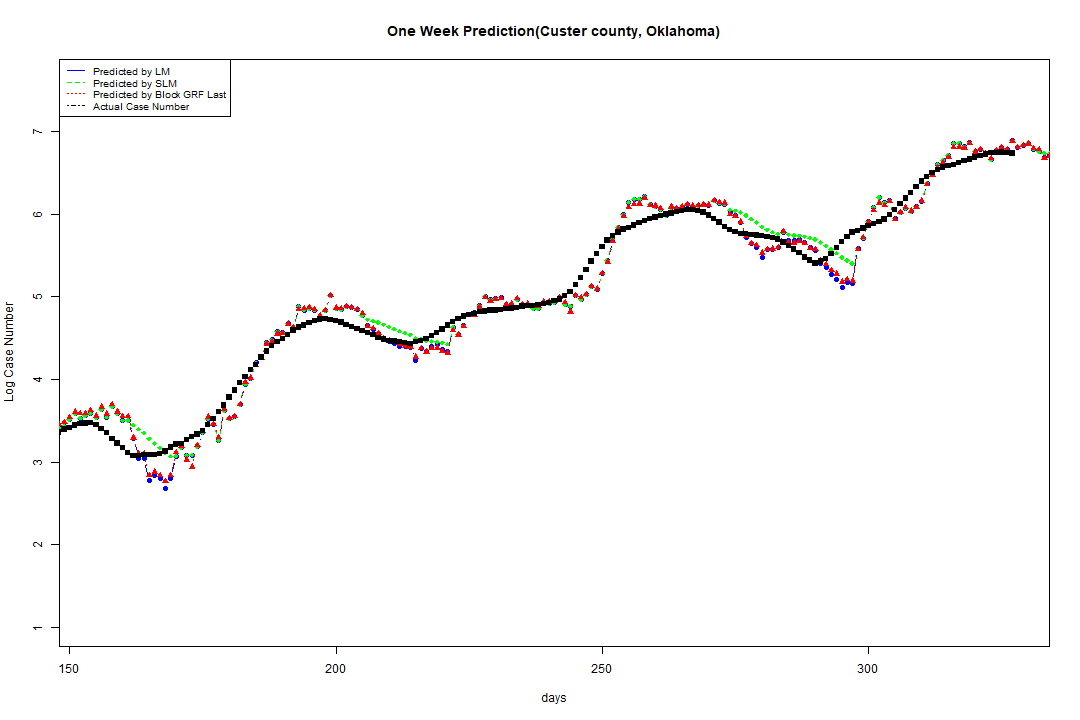 One Week Prediction(Custer county, Oklahoma)
Predicted by LM
Predicted by SLM
Predicted by Block GRF Last
Actual Case Number
7
6
5
4
3
2
1
Log Case Number
150 200 250 300
days